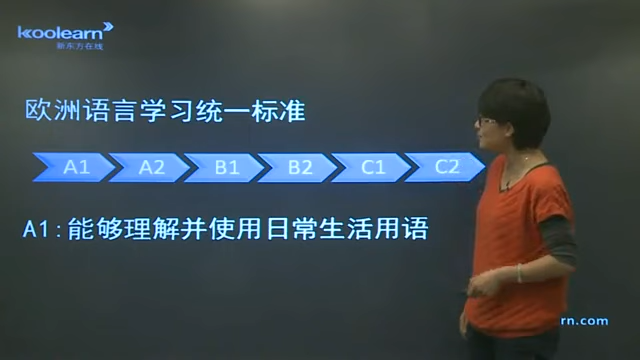 koolearn
新东方在线
欧洲语言学习统一标准
A1 A2 B1 B2 C1 C2
A1:能够理解并使用日常生活用语
rn.com